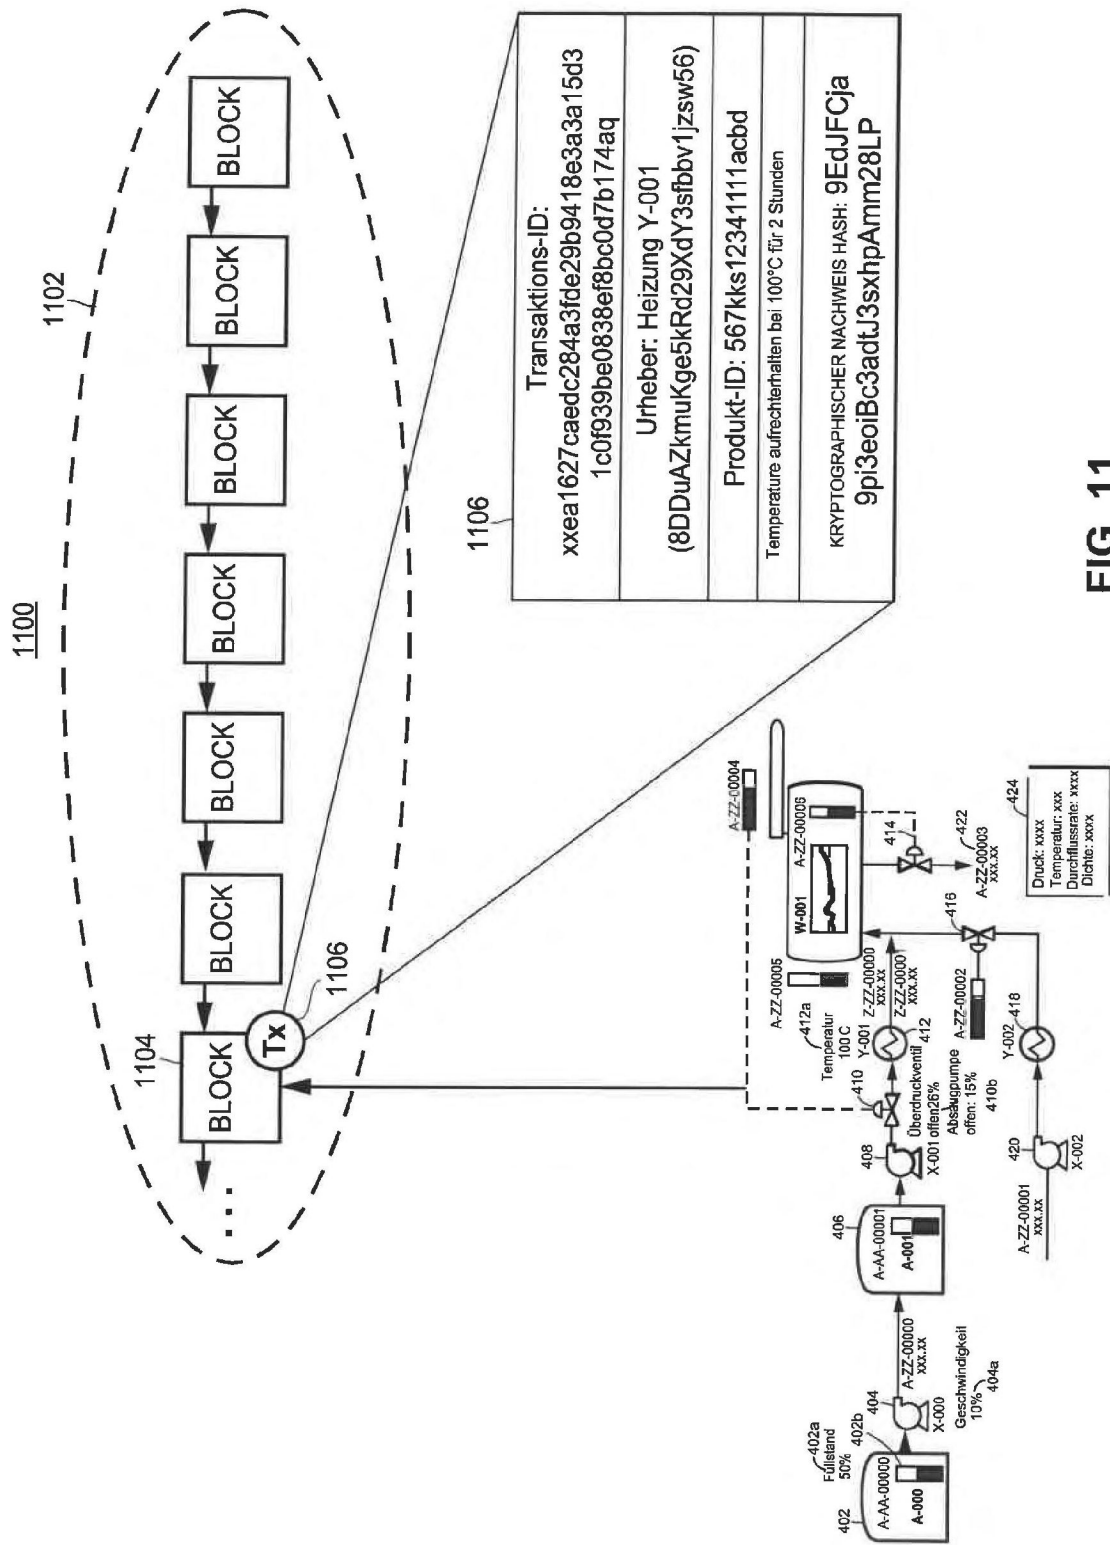 1100
1102
BLOCK
BLOCK
BLOCK
BLOCK
BLOCK
BLOCK
BLOCK
1104
Tx
1106
...
1106
Transaktions-ID:
xxea1627caedc284a3fde29b9418e3a3a15d3
1c0f939be0838ef8bc0d7b174aq
Urheber: Heizung Y-001
(8DDuAZkmuKge5kRd29XdY3sfbbv1jzsw56)
Produkt-ID: 567kks12341111acbd
Temperature aufrechterhalten bei 100°C für 2 Stunden
KRYPTOGRAPHISCHER NACHWEIS HASH: 9EdJFCja
9pi3eoiBc3adtJ3sxhpAmm28LP
402
A-AA-00000
A-000
402a
Füllstand
50%
402b
404
X-000
A-ZZ-00000
xxx.xx
Geschwindigkeit
10%
404a
406
A-AA-00001
A-001
408
X-001
410
Überdruckventil
offen26%
Absaugpumpe
offen: 15%
410b
412a
Temperatur
100 C
Y-001
412
Z-ZZ-00000
xxx.xx
Z-ZZ-00001
xxx.xx
A-ZZ-00005
W-001
A-ZZ-00006
A-ZZ-00004
414
422
A-ZZ-00003
xxx.xx
416
A-ZZ-00002
418
Y-002
420
X-002
A-ZZ-00001
xxx.xx
424
Druck: xxxx
Temperatur: xxx
Durchflussrate: xxxx
Dichte: xxxx
FIG. 11